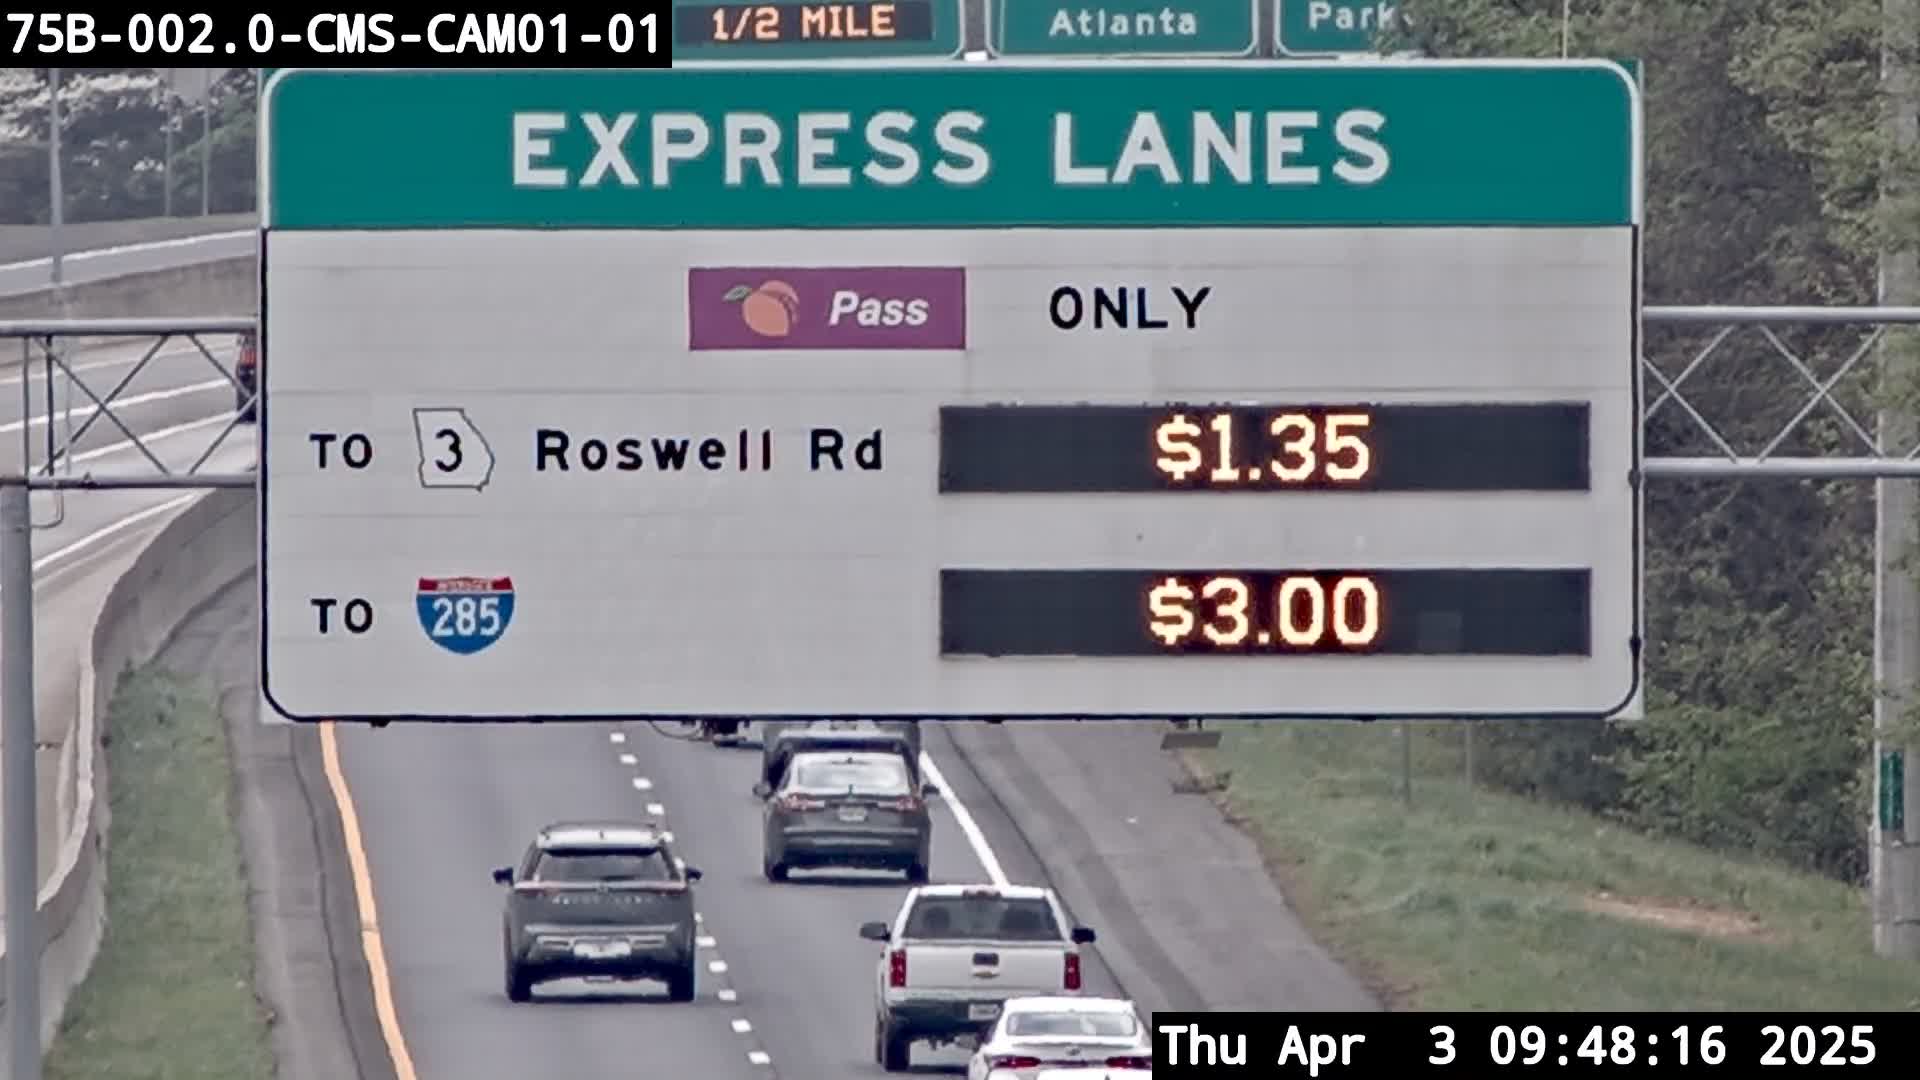 75B-002.0-CMS-CAM01-01
1/2 MILE
Atlanta
Park
EXPRESS LANES
Pass ONLY
TO 3 Roswell Rd $1.35
TO 285 $3.00
Thu Apr 3 09:48:16 2025